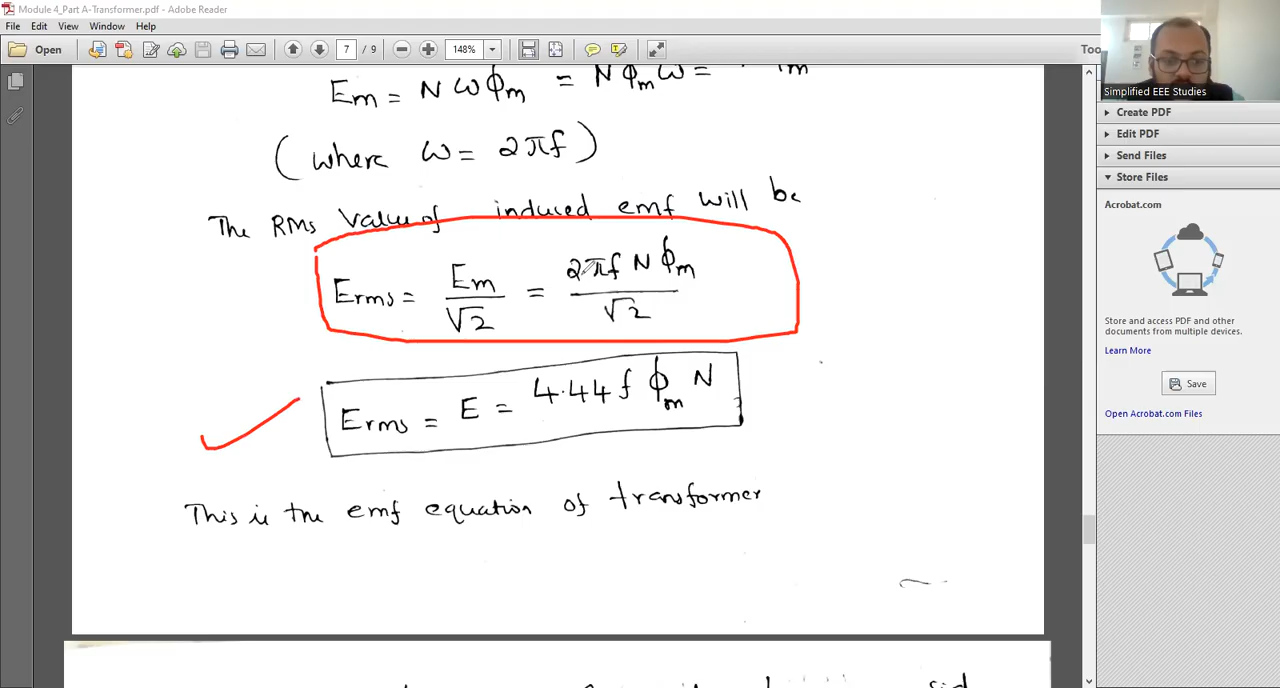 Module 4_Part A-Transformer.pdf - Adobe Reader
File Edit View Window Help
Open 7 / 9 148% Too
Simplified EEE Studies
Create PDF
Edit PDF
Send Files
Store Files
Acrobat.com
Store and access PDF and other
documents from multiple devices.
Learn More
Save
Open Acrobat.com Files
Em = N ω ϕm = N ϕm ω =
(where ω = 2πf)
The RMS Value of induced emf will be
Erms = Em/√2 = 2πf N ϕm/√2
Erms = E = 4.44 f ϕm N
This is the emf equation of transformer